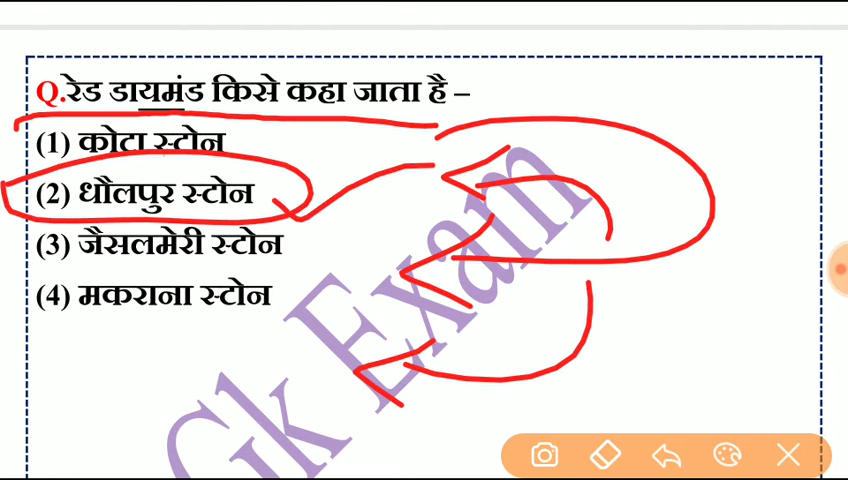 Q.रेड डायमंड किसे कहा जाता है –
(1) कोटा स्टोन
(2) धौलपुर स्टोन
(3) जैसलमेरी स्टोन
(4) मकराना स्टोन
Gk Exam